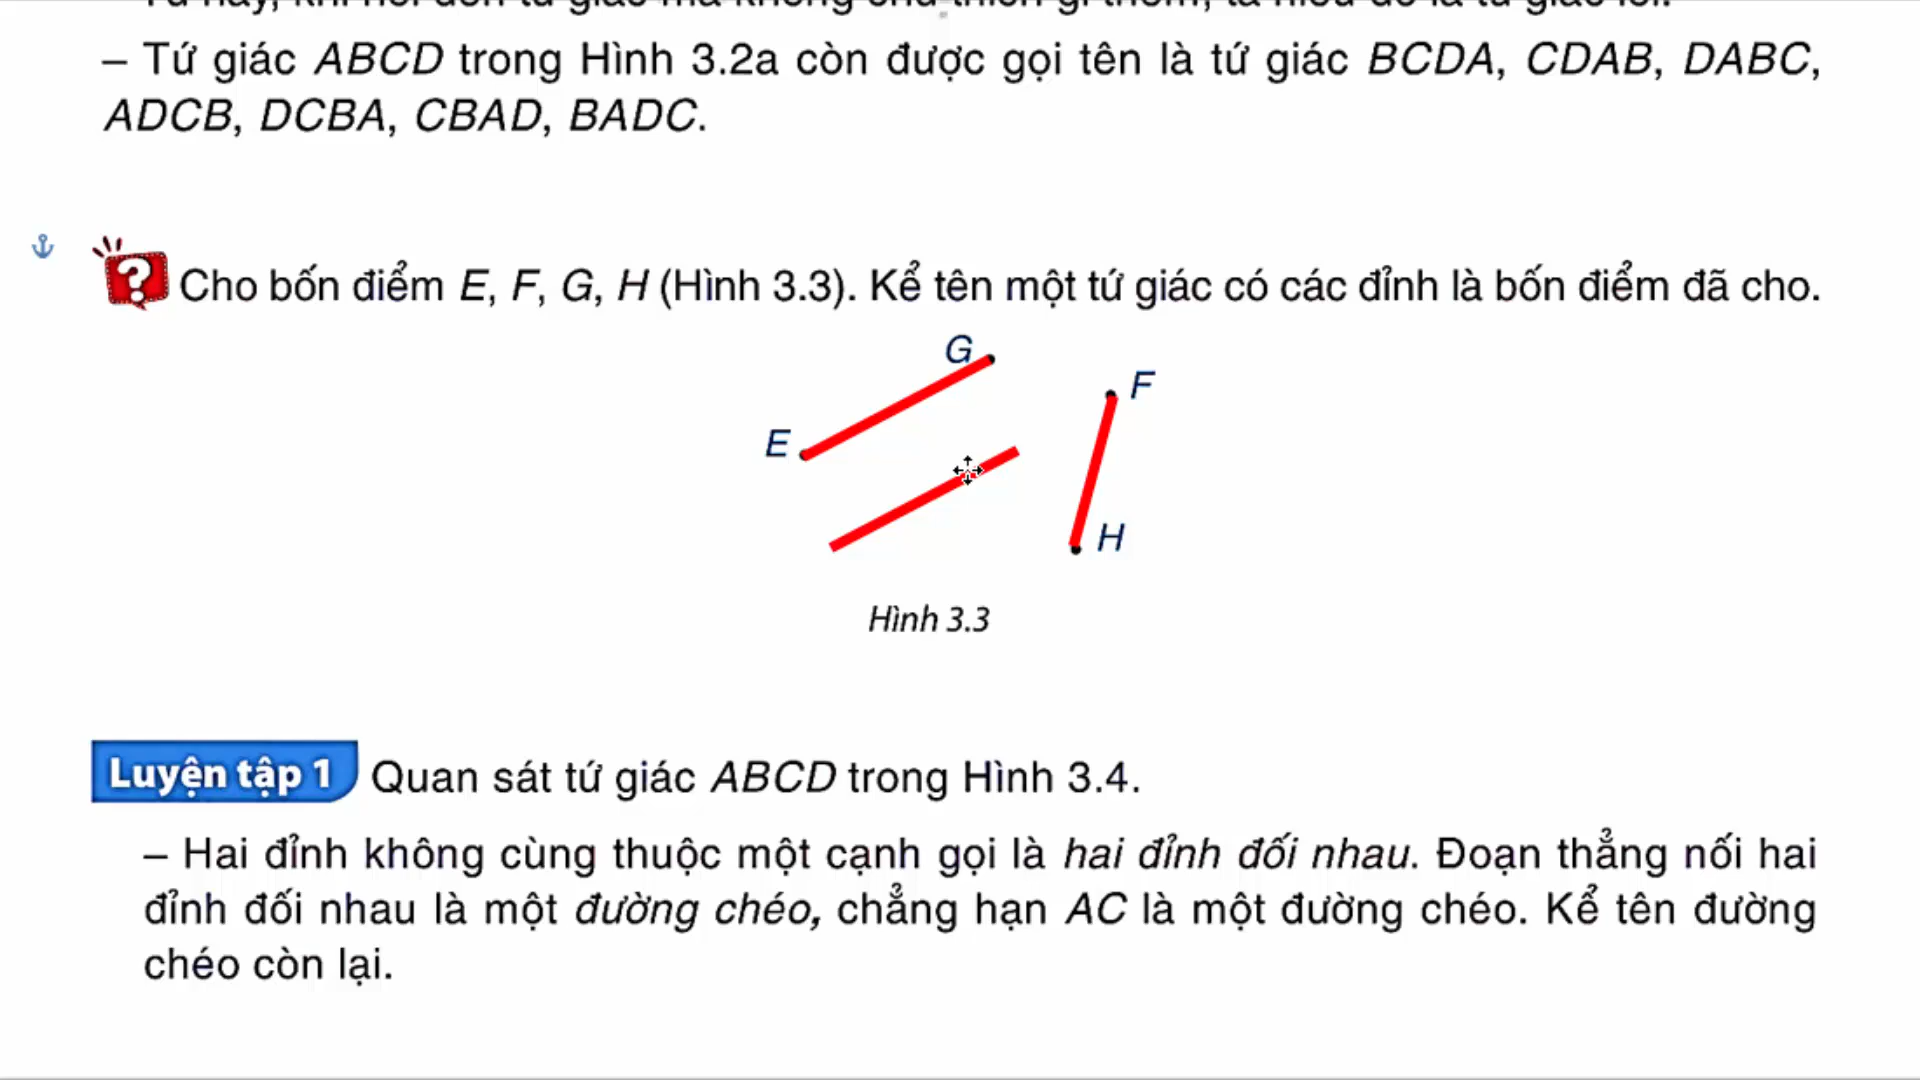 – Tứ giác ABCD trong Hình 3.2a còn được gọi tên là tứ giác BCDA, CDAB, DABC,
ADCB, DCBA, CBAD, BADC.
? Cho bốn điểm E, F, G, H (Hình 3.3). Kể tên một tứ giác có các đỉnh là bốn điểm đã cho.
G
F
E
H
Hình 3.3
Luyện tập 1 Quan sát tứ giác ABCD trong Hình 3.4.
– Hai đỉnh không cùng thuộc một cạnh gọi là hai đỉnh đối nhau. Đoạn thẳng nối hai
đỉnh đối nhau là một đường chéo, chẳng hạn AC là một đường chéo. Kể tên đường
chéo còn lại.